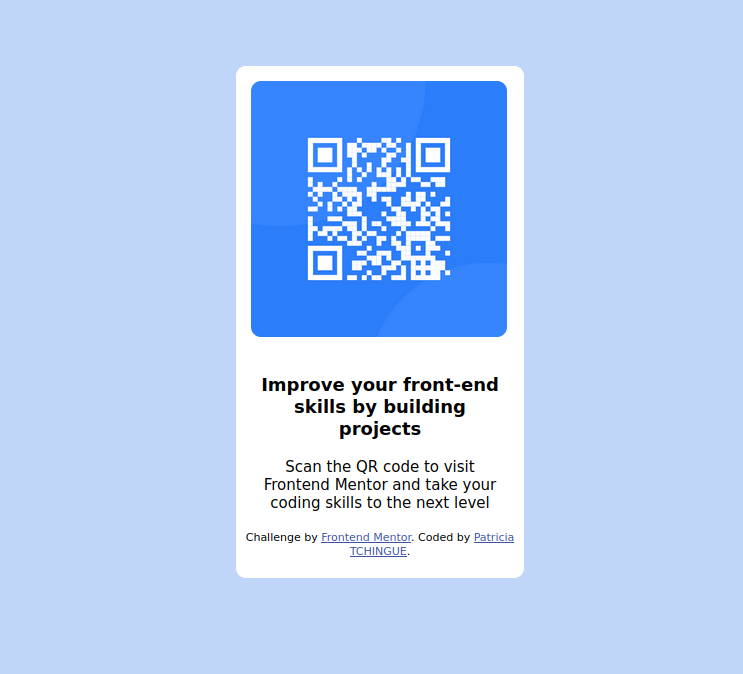 Improve your front-end
skills by building
projects
Scan the QR code to visit
Frontend Mentor and take your
coding skills to the next level
Challenge by Frontend Mentor. Coded by Patricia
TCHINGUE.